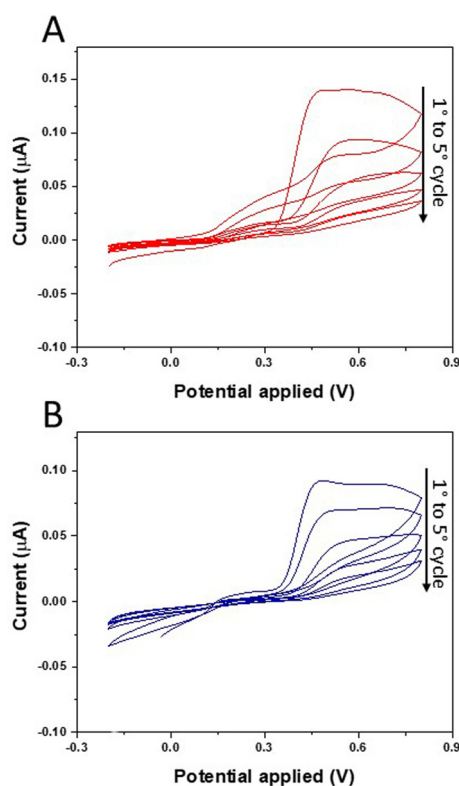 A
0.15
0.10
0.05
0.00
-0.05
-0.10
Current (µA)
1° to 5° cycle
-0.3
0.0
0.3
0.6
0.9
Potential applied (V)
B
0.10
0.05
0.00
-0.05
-0.10
Current (µA)
1° to 5° cycle
-0.3
0.0
0.3
0.6
0.9
Potential applied (V)